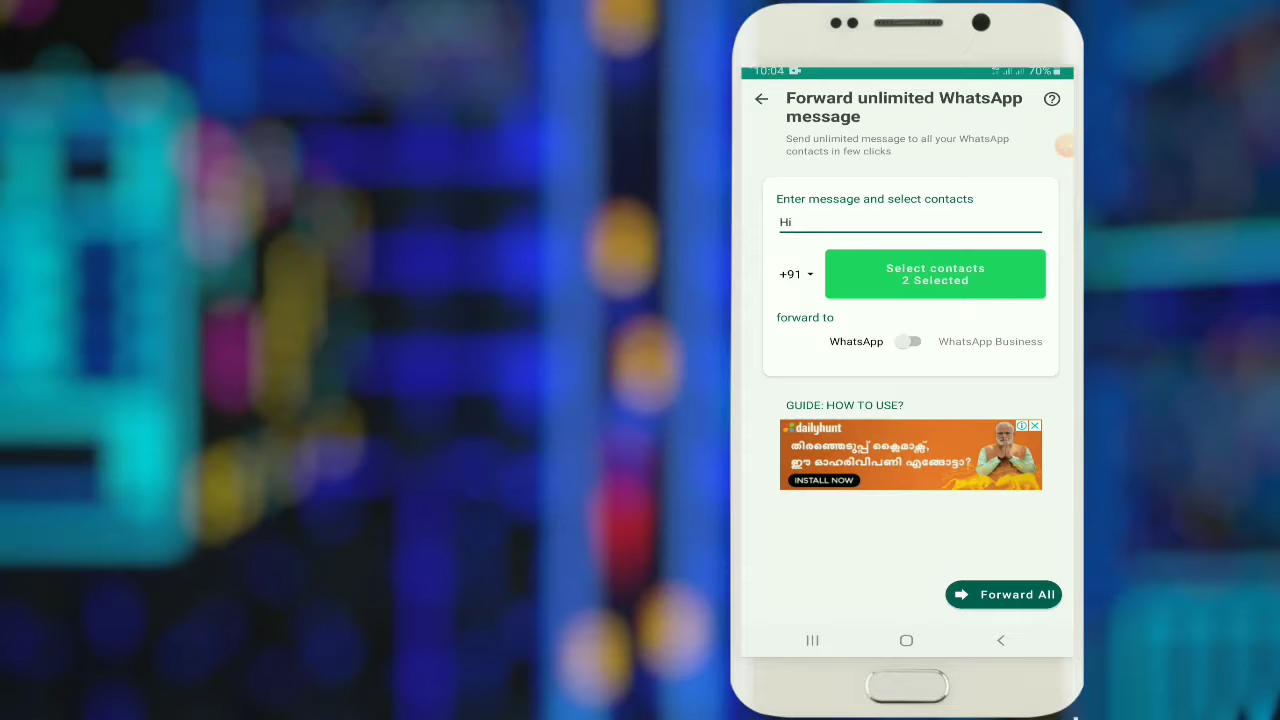 10:04
70%
Forward unlimited WhatsApp
message
Send unlimited message to all your WhatsApp
contacts in few clicks
Enter message and select contacts
Hi
+91
Select contacts
2 Selected
forward to
WhatsApp
WhatsApp Business
GUIDE: HOW TO USE?
dailyhunt
തിരഞ്ഞെടുപ്പ് ക്ലൈമാക്സ്,
ഈ ഓഹരിവിപണി എങ്ങോട്ടാ?
INSTALL NOW
Forward All